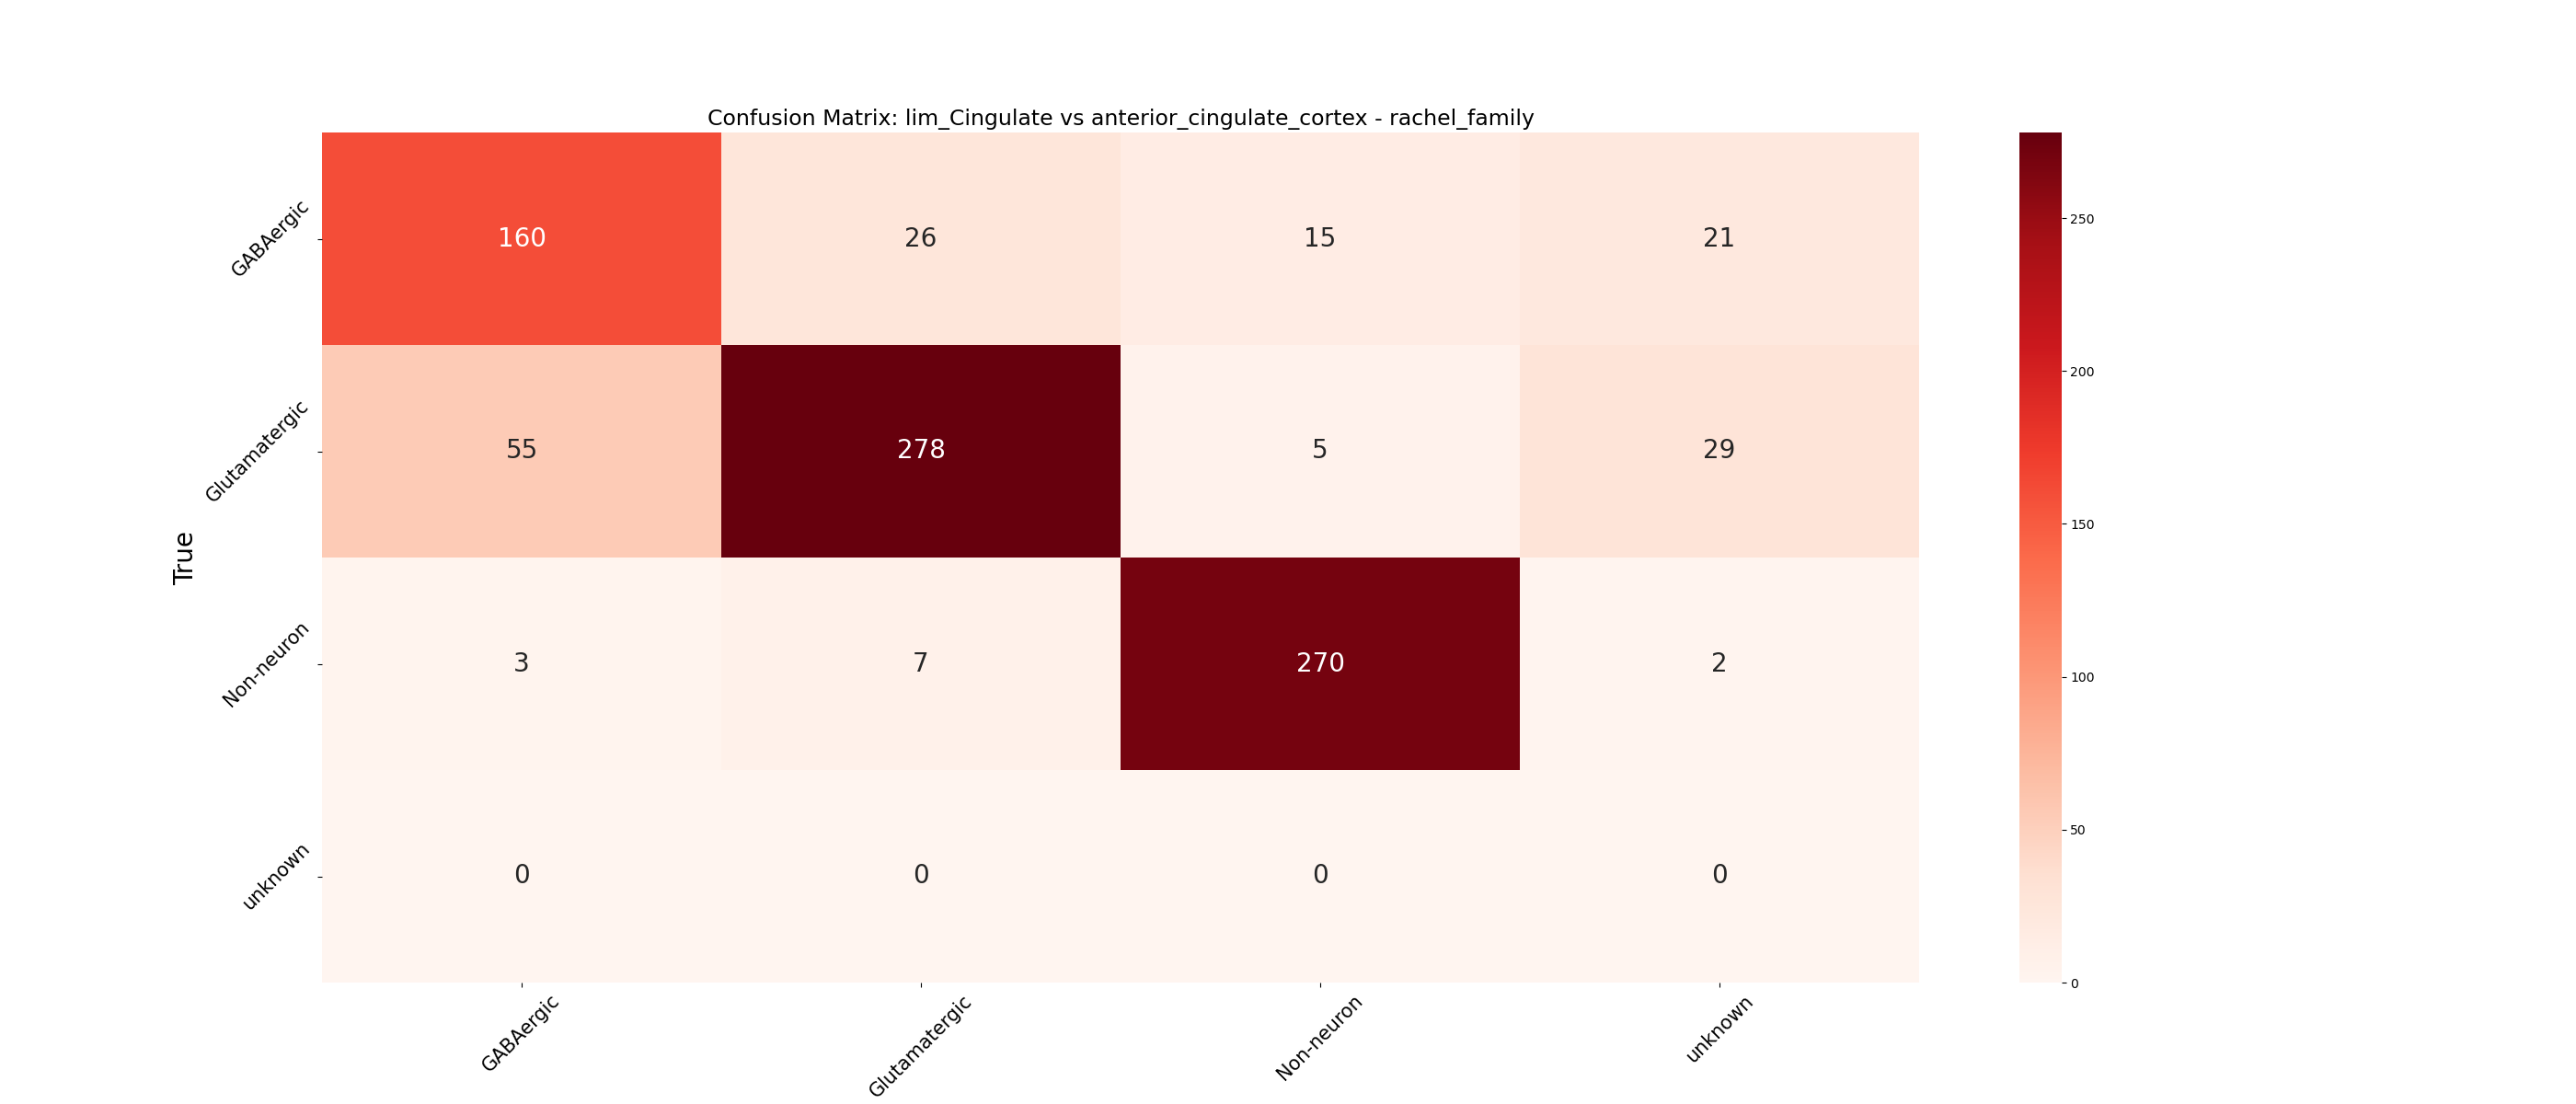 Confusion Matrix: lim_Cingulate vs anterior_cingulate_cortex - rachel_family
GABAergic
160 26 15 21
Glutamatergic
55 278 5 29
Non-neuron
3 7 270 2
unknown
0 0 0 0
True
GABAergic Glutamatergic Non-neuron unknown
250
200
150
100
50
0